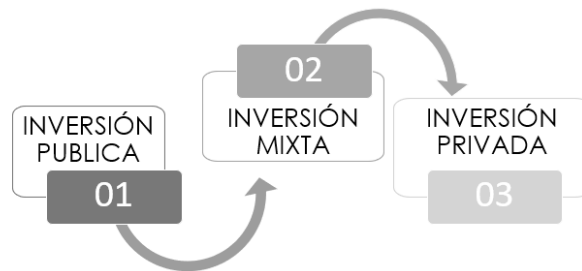 INVERSIÓN
PUBLICA
01
02
INVERSIÓN
MIXTA
INVERSIÓN
PRIVADA
03